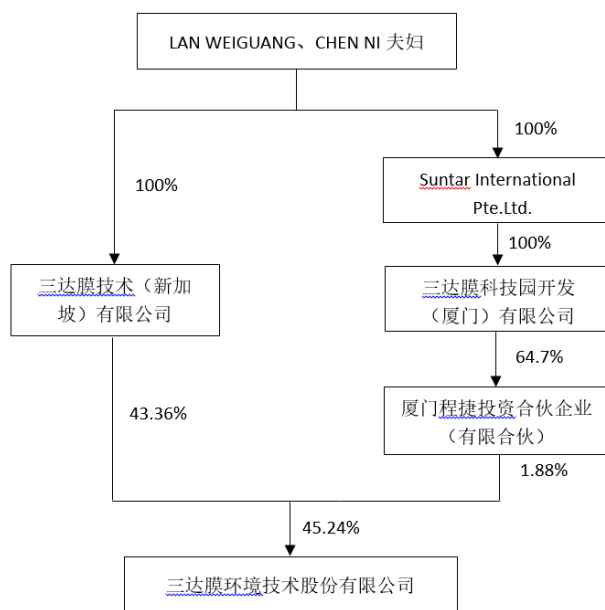 LAN WEIGUANG、CHEN NI 夫妇
100%
100%
Suntar International
Pte.Ltd.
100%
三达膜技术（新加
坡）有限公司
三达膜科技园开发
（厦门）有限公司
64.7%
43.36%
厦门程捷投资合伙企业
（有限合伙）
1.88%
45.24%
三达膜环境技术股份有限公司